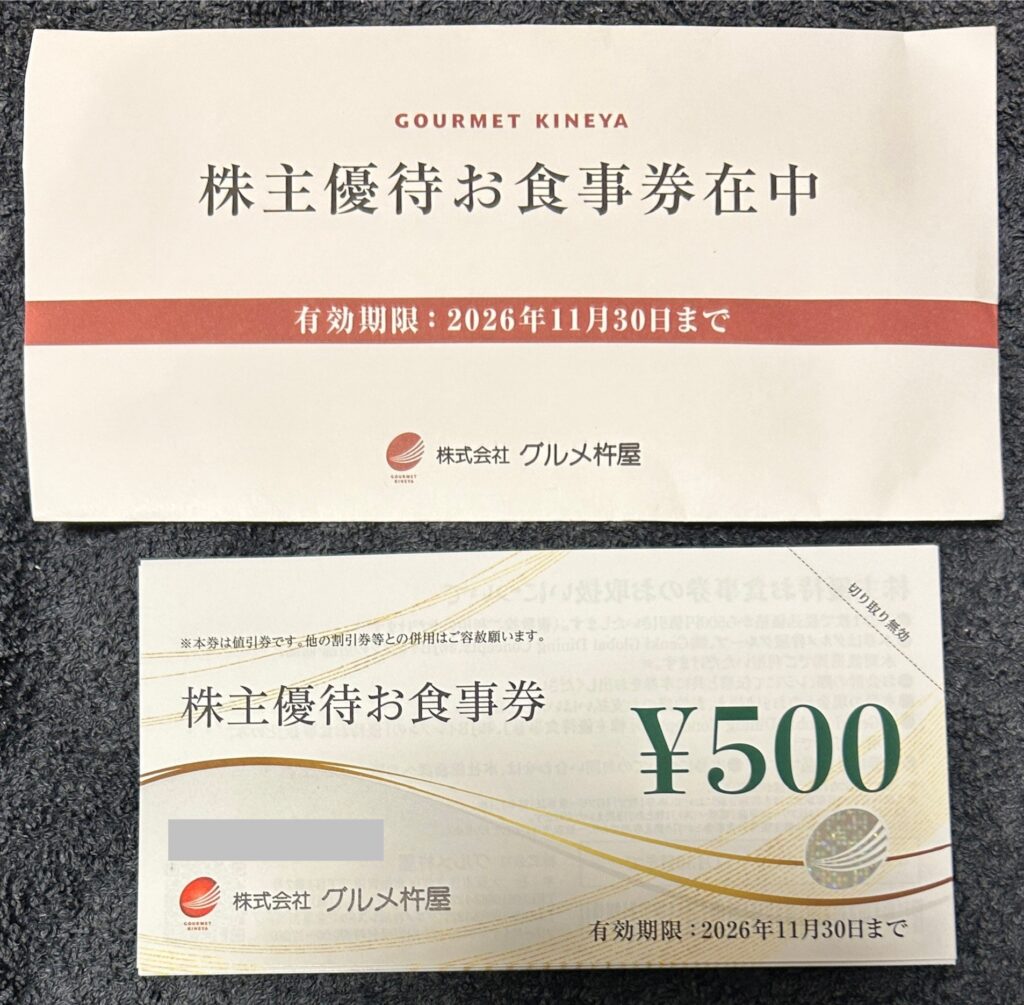 GOURMET KINEYA
株主優待お食事券在中
有効期限：2026年11月30日まで
GOURMET
KINEYA
株式会社 グルメ杵屋
切り取り無効
※本券は値引券です。他の割引券等との併用はご容赦願います。
株主優待お食事券
¥500
GOURMET
KINEYA
株式会社 グルメ杵屋
有効期限：2026年11月30日まで